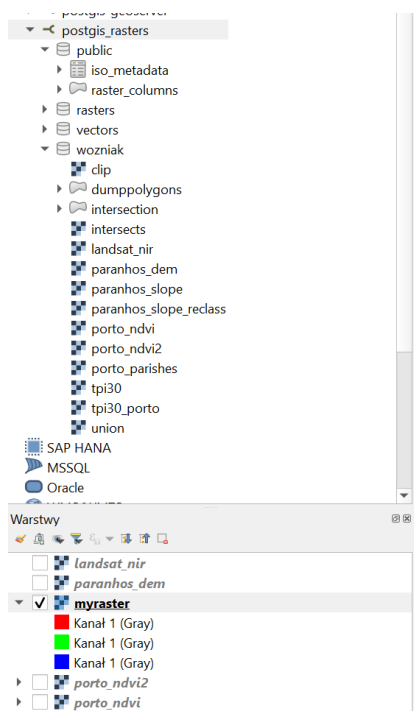 postgis_rasters
public
iso_metadata
raster_columns
rasters
vectors
wozniak
clip
dumppolygons
intersection
intersects
landsat_nir
paranhos_dem
paranhos_slope
paranhos_slope_reclass
porto_ndvi
porto_ndvi2
porto_parishes
tpi30
tpi30_porto
union
SAP HANA
MSSQL
Oracle
Warstwy
landsat_nir
paranhos_dem
myraster
Kanał 1 (Gray)
Kanał 1 (Gray)
Kanał 1 (Gray)
porto_ndvi2
porto_ndvi